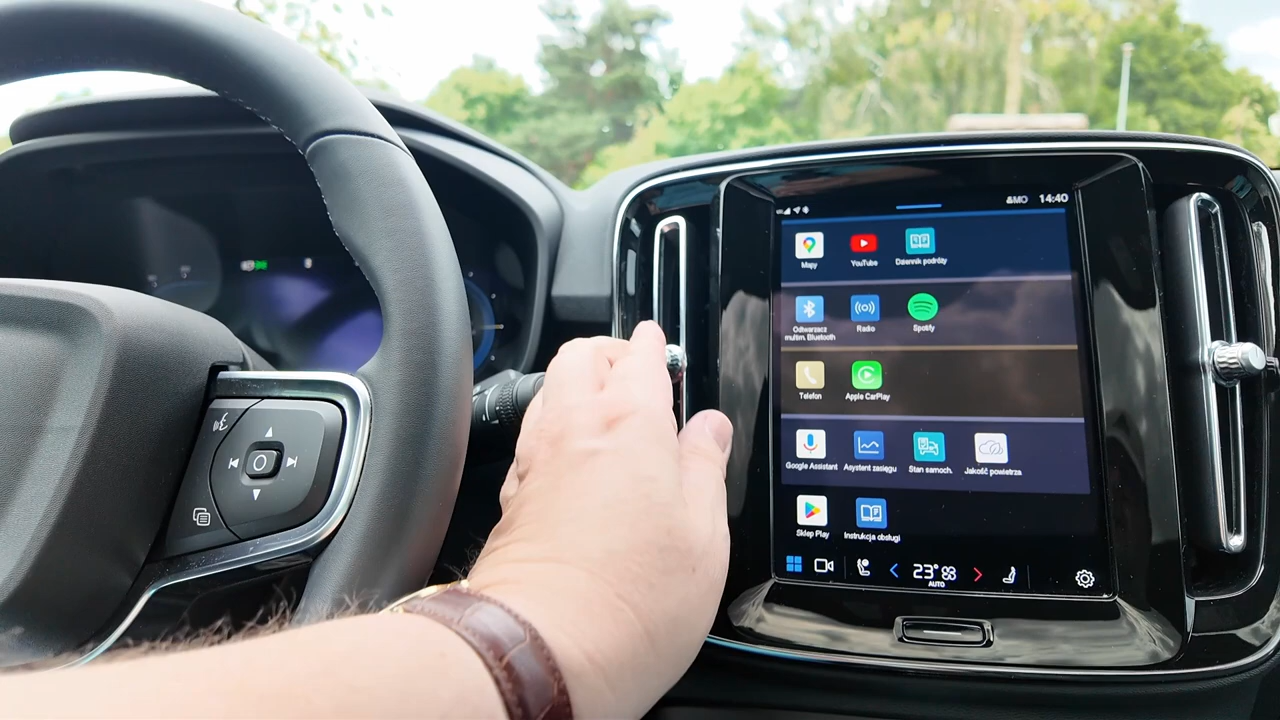 14:40
Mapy
YouTube
Dziennik podróży
Odtwarzacz
multim. Bluetooth
Radio
Spotify
Telefon
Apple CarPlay
Google Assistant
Asystent zasięgu
Stan samoch.
Jakość powietrza
Sklep Play
Instrukcja obsługi
23°
AUTO